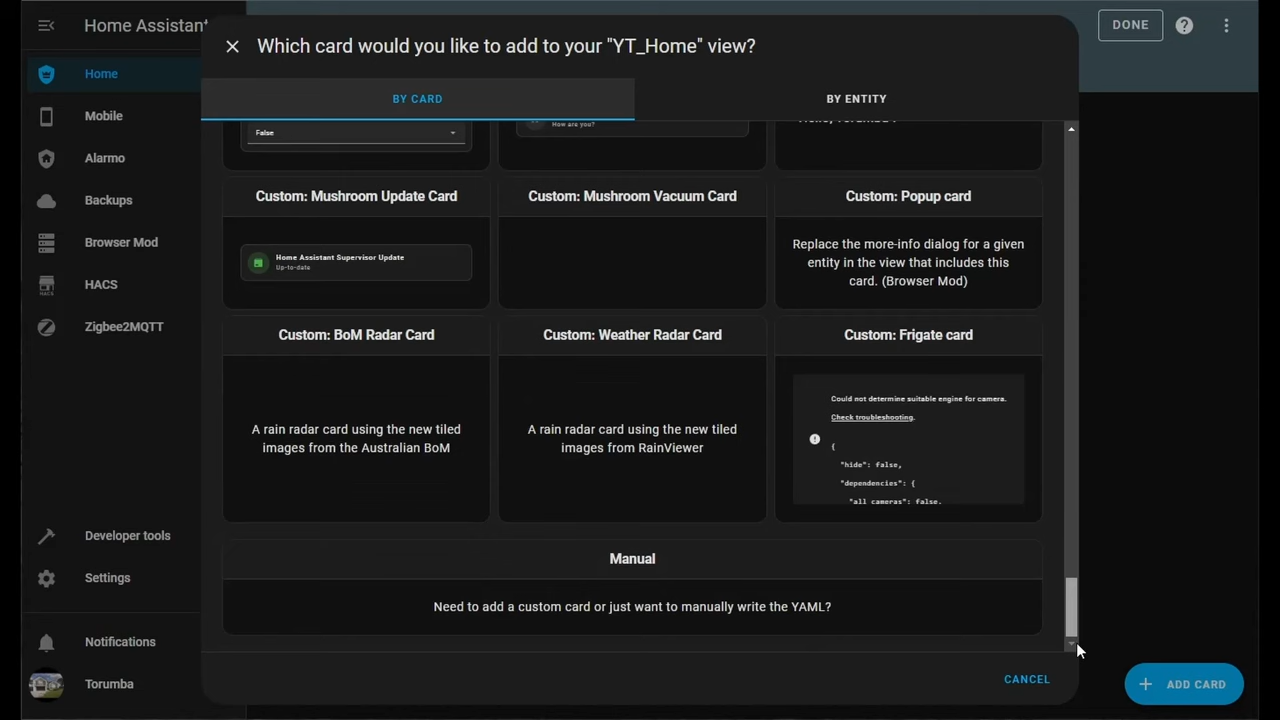 Home Assistant
Home
Mobile
Alarmo
Backups
Browser Mod
HACS
Zigbee2MQTT
Developer tools
Settings
Notifications
Torumba
Which card would you like to add to your "YT_Home" view?
DONE
BY CARD
BY ENTITY
False
How are you?
Custom: Mushroom Update Card
Home Assistant Supervisor Update
Up-to-date
Custom: Mushroom Vacuum Card
Custom: Popup card
Replace the more-info dialog for a given
entity in the view that includes this
card. (Browser Mod)
Custom: BoM Radar Card
A rain radar card using the new tiled
images from the Australian BoM
Custom: Weather Radar Card
A rain radar card using the new tiled
images from RainViewer
Custom: Frigate card
Could not determine suitable engine for camera.
Check troubleshooting.
{
"hide": false,
"dependencies": {
"all_cameras": false,
Manual
Need to add a custom card or just want to manually write the YAML?
CANCEL
ADD CARD